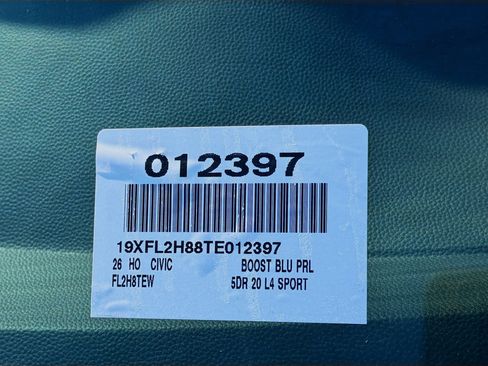 012397
19XFL2H88TE012397
26 HO CIVIC BOOST BLU PRL
FL2H8TEW 5DR 20 L4 SPORT